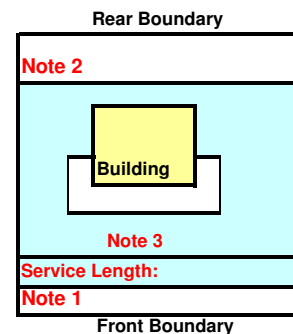 Rear Boundary
Note 2
Building
Note 3
Service Length:
Note 1
Front Boundary